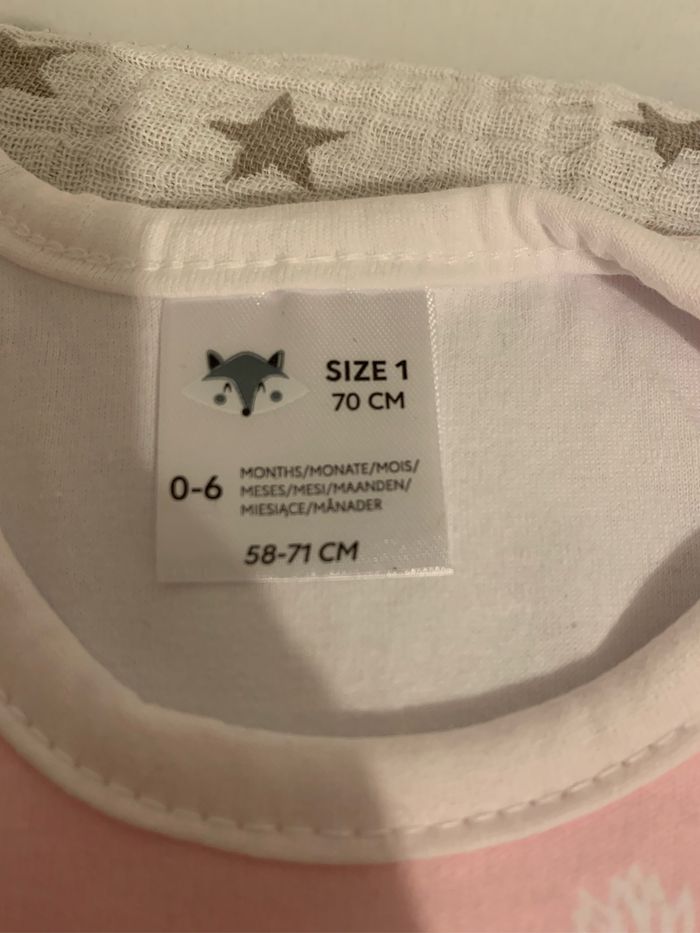 SIZE 1
70 CM
0-6 MONTHS/MONATE/MOIS/
MESES/MESI/MAANDEN/
MIESIĄCE/MÅNADER
58-71 CM